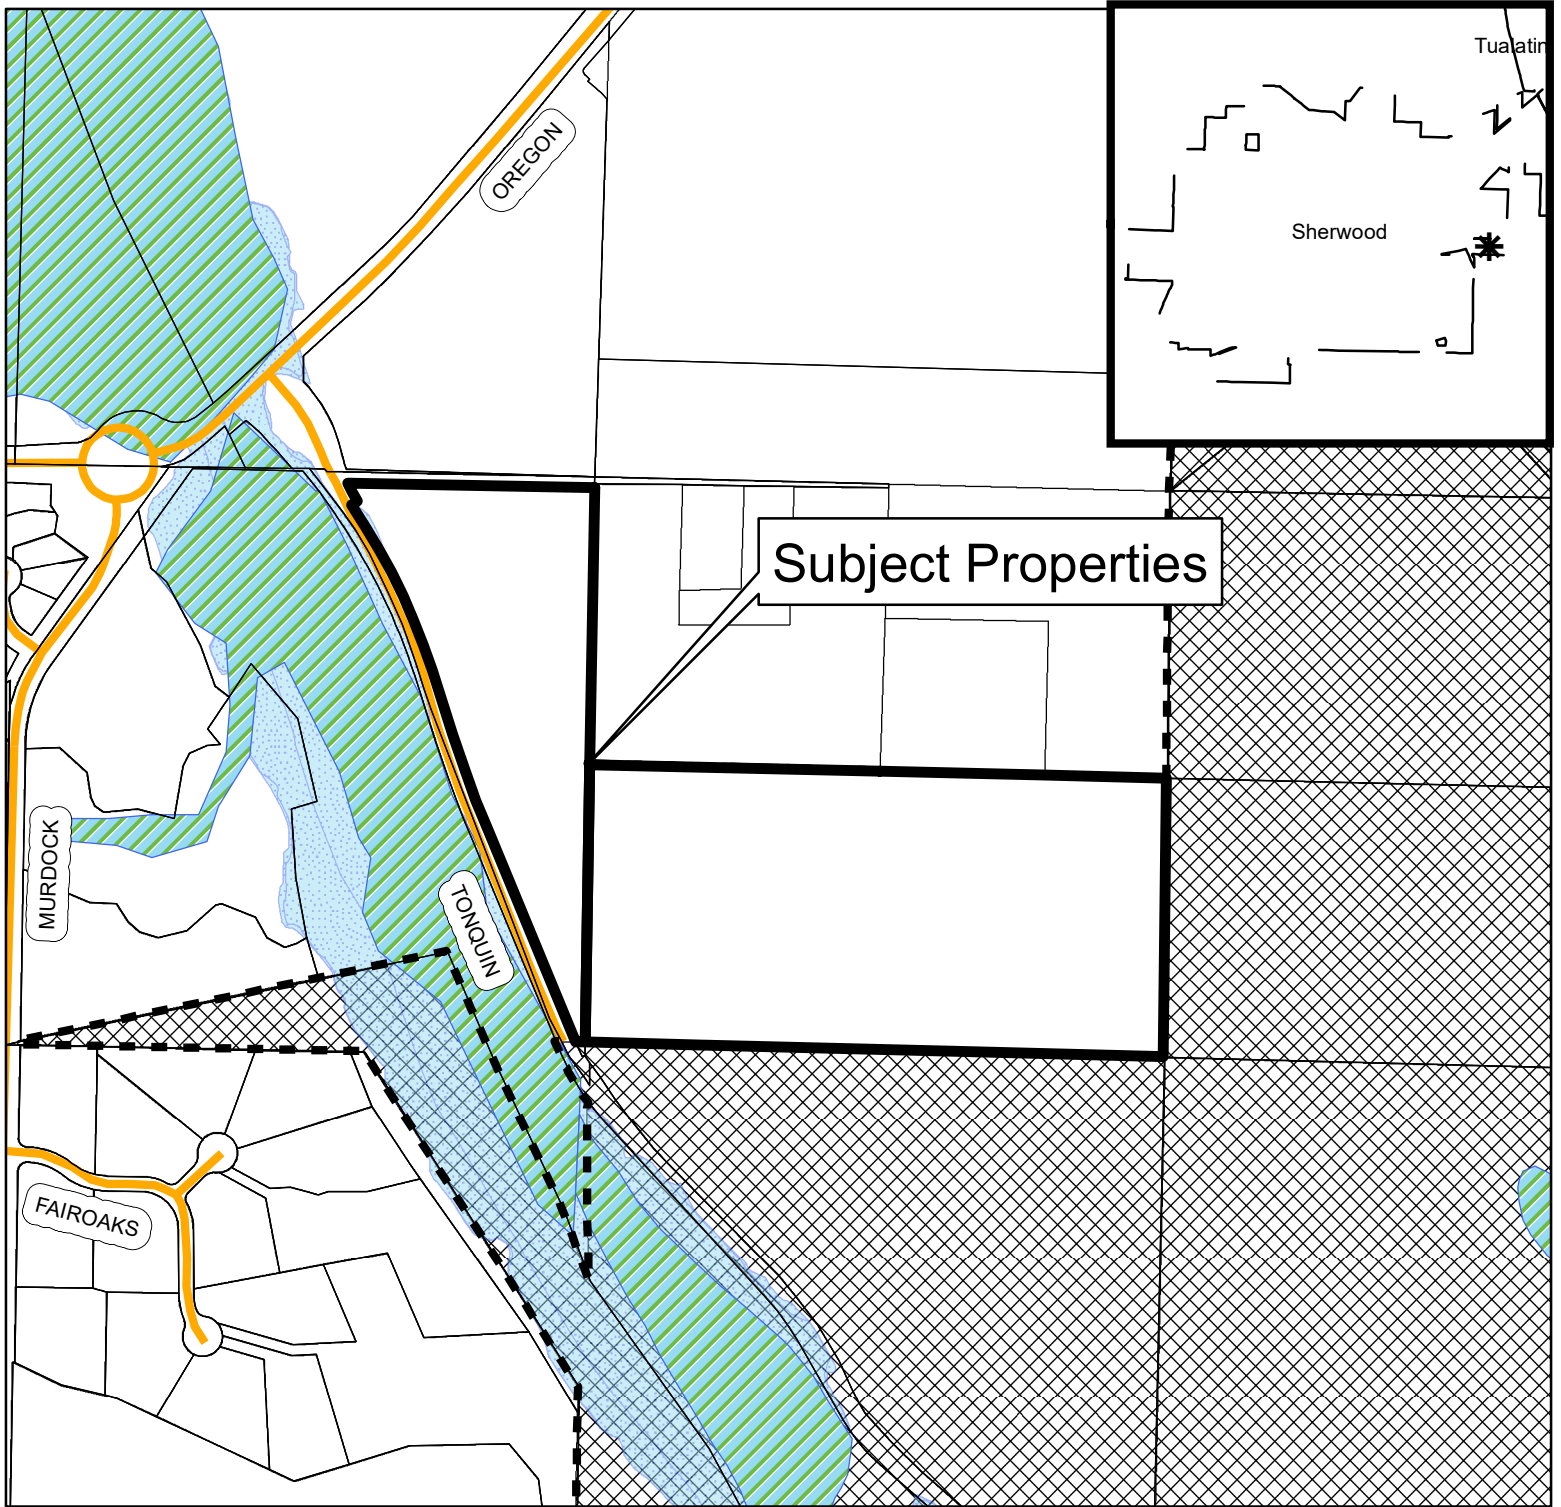 Tualatin
OREGON
Sherwood
Subject Properties
MURDOCK
TONQUIN
FAIROAKS